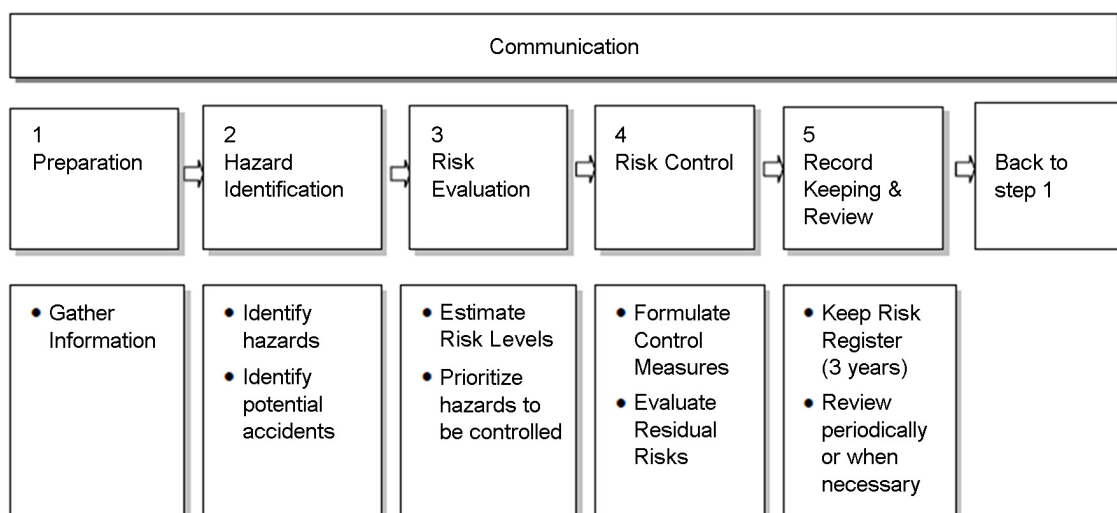 Communication
1
Preparation
2
Hazard
Identification
3
Risk
Evaluation
4
Risk Control
5
Record
Keeping &
Review
Back to
step 1
• Gather
Information
• Identify
hazards
• Identify
potential
accidents
• Estimate
Risk Levels
• Prioritize
hazards to
be controlled
• Formulate
Control
Measures
• Evaluate
Residual
Risks
• Keep Risk
Register
(3 years)
• Review
periodically
or when
necessary